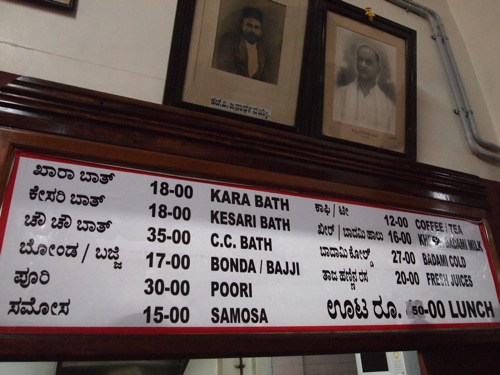 ಕಾರಾ ಬಾತ್ 18-00 KARA BATH
ಕೇಸರಿ ಬಾತ್ 18-00 KESARI BATH
ಚೌ ಚೌ ಬಾತ್ 35-00 C.C. BATH
ಬೋಂಡ / ಬಜ್ಜಿ 17-00 BONDA / BAJJI
ಪೂರಿ 30-00 POORI
ಸಮೋಸ 15-00 SAMOSA
ಕಾಫಿ / ಟೀ 12-00 COFFEE / TEA
ಖೀರ್ / ಬಾದಮಿ ಹಾಲು 16-00 BADAMI MILK
ಬಾದಾಮಿ ಕೋಲ್ಡ್ 27-00 BADAMI COLD
ತಾಜ ಹಣ್ಣಿನ ರಸ 20-00 FRESH JUICES
ಊಟ ರೂ. 50-00 LUNCH